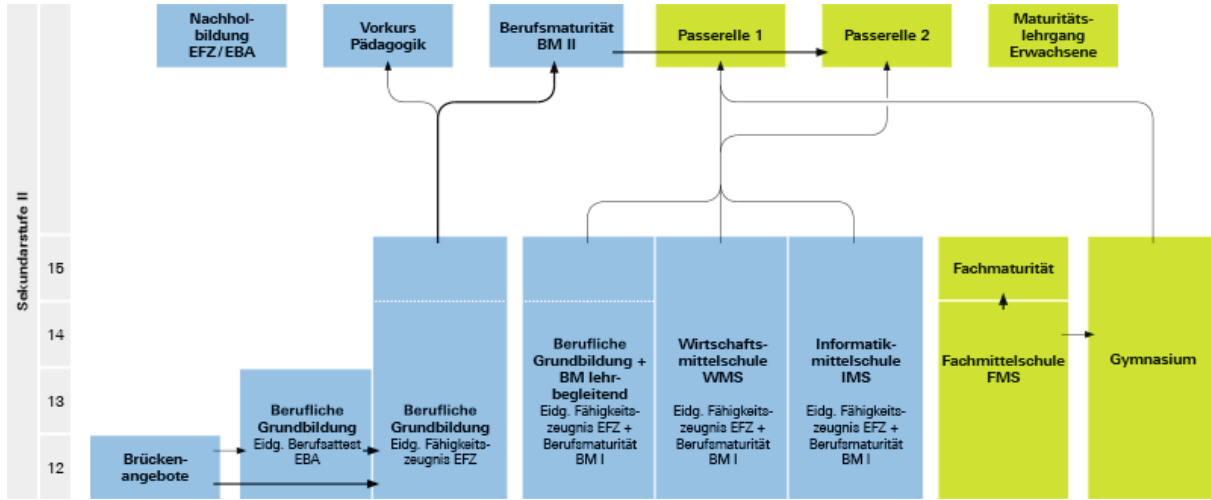 Nachhol-
bildung
EFZ/EBA
Vorkurs
Pädagogik
Berufsmaturität
BM II
Passerelle 1
Passerelle 2
Maturitäts-
lehrgang
Erwachsene
Sekundarstufe II
15
14
13
12
Brücken-
angebote
Berufliche
Grundbildung
Eidg. Berufsattest
EBA
Berufliche
Grundbildung
Eidg. Fähigkeits-
zeugnis EFZ
Berufliche
Grundbildung +
BM lehr-
begleitend
Eidg. Fähigkeits-
zeugnis EFZ +
Berufsmaturität
BM I
Wirtschafts-
mittelschule
WMS
Eidg. Fähigkeits-
zeugnis EFZ +
Berufsmaturität
BM I
Informatik-
mittelschule
IMS
Eidg. Fähigkeits-
zeugnis EFZ +
Berufsmaturität
BM I
Fachmaturität
Fachmittelschule
FMS
Gymnasium